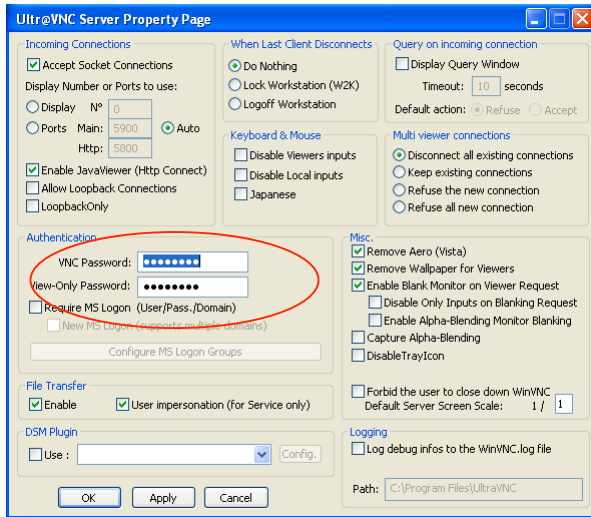 Ultr@VNC Server Property Page
Incoming Connections
Accept Socket Connections
Display Number or Ports to use:
Display N° 0
Ports Main: 5900 Auto
Http: 5800
Enable JavaViewer (Http Connect)
Allow Loopback Connections
LoopbackOnly
When Last Client Disconnects
Do Nothing
Lock Workstation (W2K)
Logoff Workstation
Query on incoming connection
Display Query Window
Timeout: 10 seconds
Default action: Refuse Accept
Keyboard & Mouse
Disable Viewers inputs
Disable Local inputs
Japanese
Multi viewer connections
Disconnect all existing connections
Keep existing connections
Refuse the new connection
Refuse all new connection
Authentication
VNC Password: ●●●●●●●●
View-Only Password: ●●●●●●●●
Require MS Logon (User/Pass./Domain)
New MS Logon (supports multiple domains)
Configure MS Logon Groups
Misc.
Remove Aero (Vista)
Remove Wallpaper for Viewers
Enable Blank Monitor on Viewer Request
Disable Only Inputs on Blanking Request
Enable Alpha-Blending Monitor Blanking
Capture Alpha-Blending
DisableTrayIcon
Forbid the user to close down WinVNC
Default Server Screen Scale: 1 / 1
File Transfer
Enable User impersonation (for Service only)
DSM Plugin
Use : Config.
Logging
Log debug infos to the WinVNC.log file
Path: C:\Program Files\UltraVNC
OK Apply Cancel